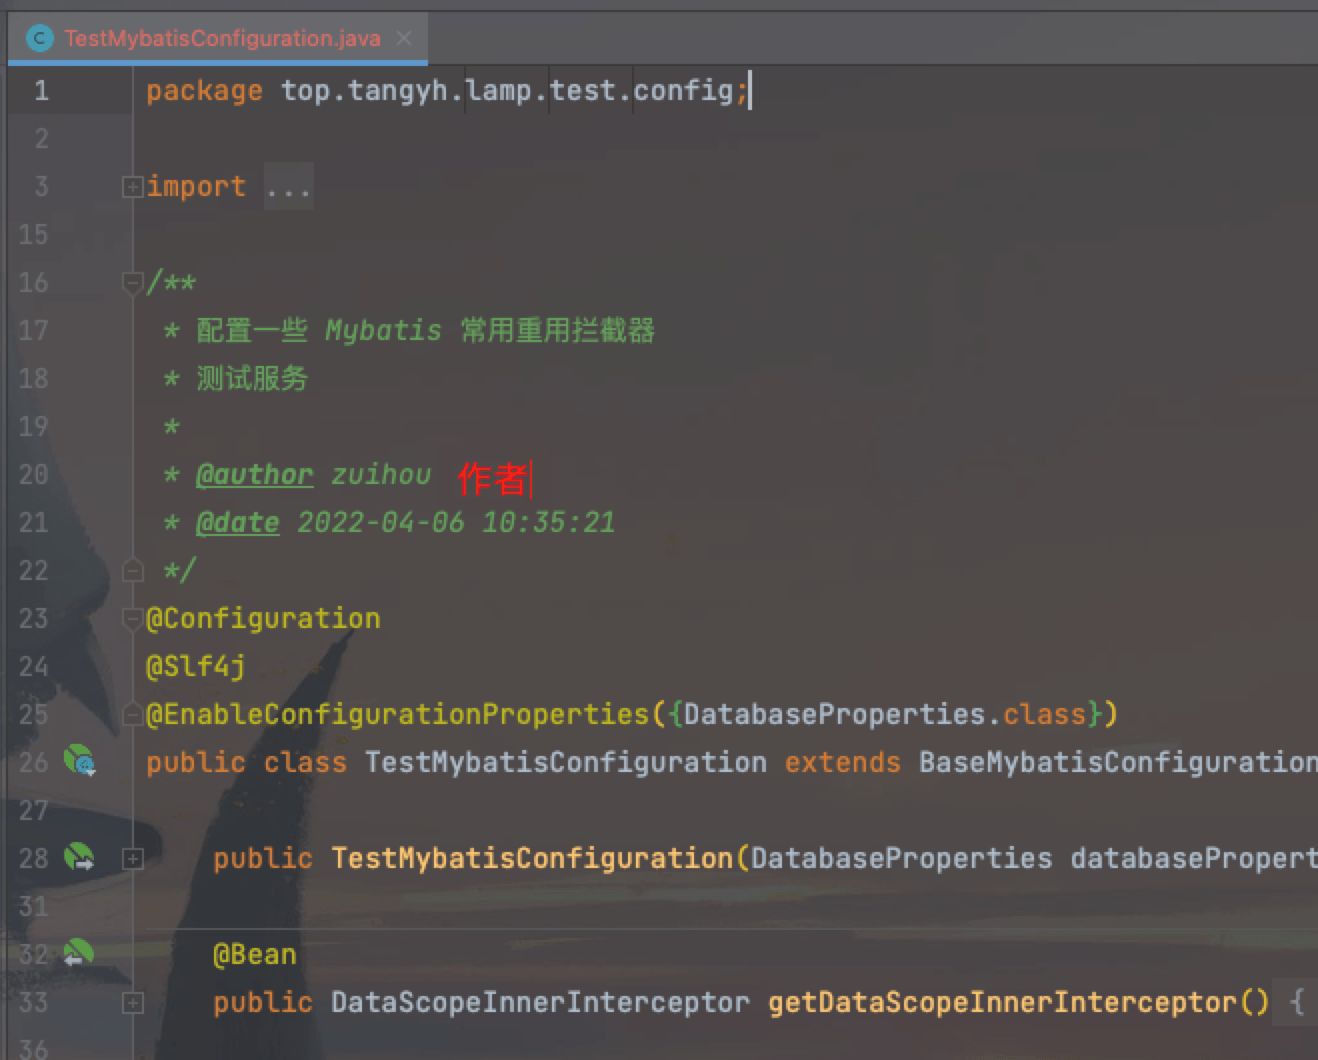 TestMybatisConfiguration.java
1 package top.tangyh.lamp.test.config;
2
3 import ...
15
16 /**
17 * 配置一些 Mybatis 常用重用拦截器
18 * 测试服务
19 *
20 * @author zuihou 作者
21 * @date 2022-04-06 10:35:21
22 */
23 @Configuration
24 @Slf4j
25 @EnableConfigurationProperties({DatabaseProperties.class})
26 public class TestMybatisConfiguration extends BaseMybatisConfiguration
27
28 public TestMybatisConfiguration(DatabaseProperties databasePropert
31
32 @Bean
33 public DataScopeInnerInterceptor getDataScopeInnerInterceptor() {
36